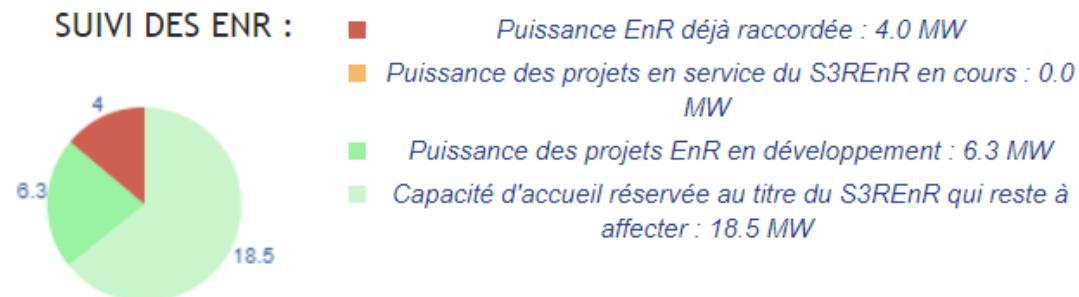 SUIVI DES ENR :
Puissance EnR déjà raccordée : 4.0 MW
Puissance des projets en service du S3REnR en cours : 0.0
MW
Puissance des projets EnR en développement : 6.3 MW
Capacité d'accueil réservée au titre du S3REnR qui reste à
affecter : 18.5 MW
4
6.3
18.5